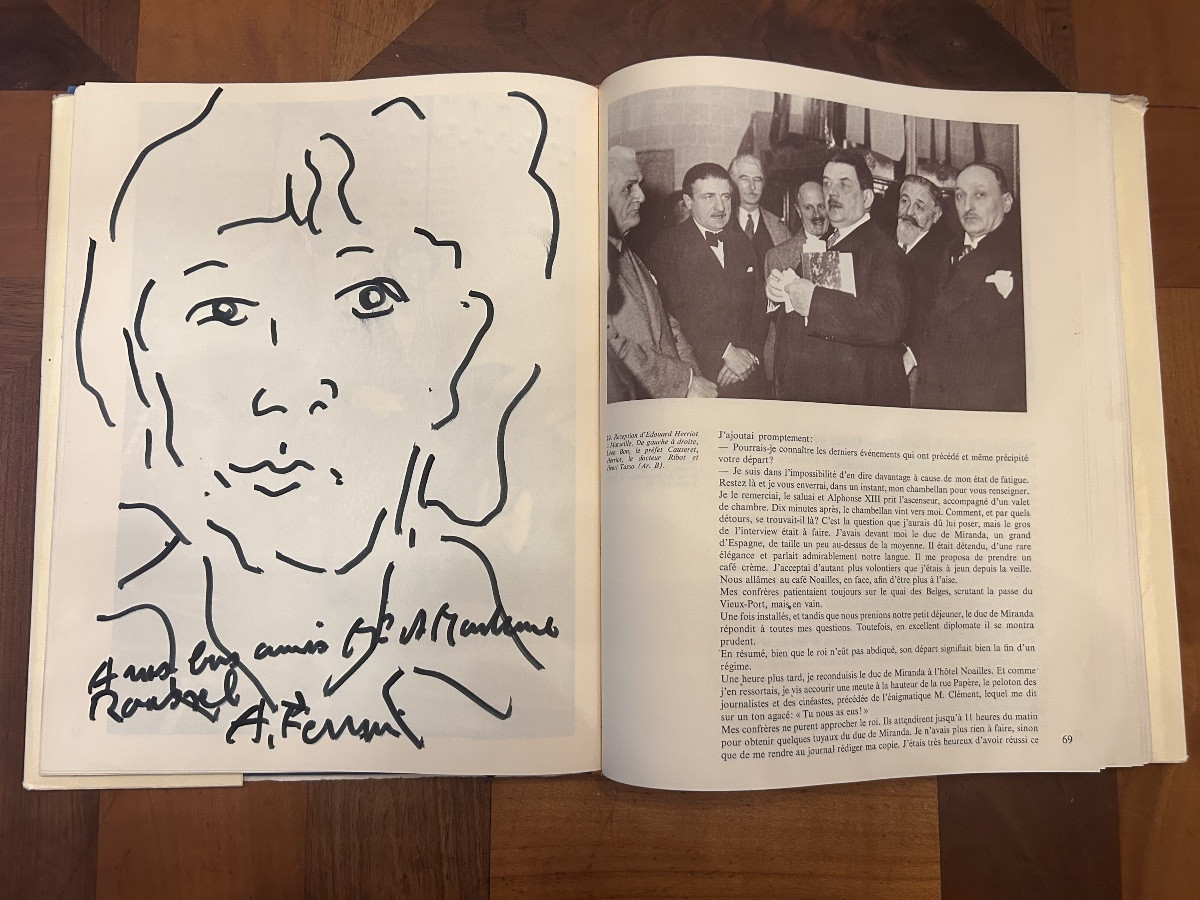 A nos bons amis Mr et Madame
Roussel
A. Ferrari
19. Réception d'Edouard Herriot
à Marseille. De gauche à droite,
Léon Bon, le préfet Causeret,
Herriot, le docteur Ribot et
Henri Tasso (Ar. B).
J'ajoutai promptement:
— Pourrais-je connaître les derniers événements qui ont précédé et même précipité
votre départ?
— Je suis dans l'impossibilité d'en dire davantage à cause de mon état de fatigue.
Restez là et je vous enverrai, dans un instant, mon chambellan pour vous renseigner.
Je le remerciai, le saluai et Alphonse XIII prit l'ascenseur, accompagné d'un valet
de chambre. Dix minutes après, le chambellan vint vers moi. Comment, et par quels
détours, se trouvait-il là? C'est la question que j'aurais dû lui poser, mais le gros
de l'interview était à faire. J'avais devant moi le duc de Miranda, un grand
d'Espagne, de taille un peu au-dessus de la moyenne. Il était détendu, d'une rare
élégance et parlait admirablement notre langue. Il me proposa de prendre un
café crème. J'acceptai d'autant plus volontiers que j'étais à jeun depuis la veille.
Nous allâmes au café Noailles, en face, afin d'être plus à l'aise.
Mes confrères patientaient toujours sur le quai des Belges, scrutant la passe du
Vieux-Port, mais en vain.
Une fois installés, et tandis que nous prenions notre petit déjeuner, le duc de Miranda
répondit à toutes mes questions. Toutefois, en excellent diplomate il se montra
prudent.
En résumé, bien que le roi n'eût pas abdiqué, son départ signifiait bien la fin d'un
régime.
Une heure plus tard, je reconduisis le duc de Miranda à l'hôtel Noailles. Et comme
j'en ressortais, je vis accourir une meute à la hauteur de la rue Papère, le peloton des
journalistes et des cinéastes, précédée de l'énigmatique M. Clément, lequel me dit
sur un ton agacé: « Tu nous as eus! »
Mes confrères ne purent approcher le roi. Ils attendirent jusqu'à 11 heures du matin
pour obtenir quelques tuyaux du duc de Miranda. Je n'avais plus rien à faire, sinon
que de me rendre au journal rédiger ma copie. J'étais très heureux d'avoir réussi ce
69